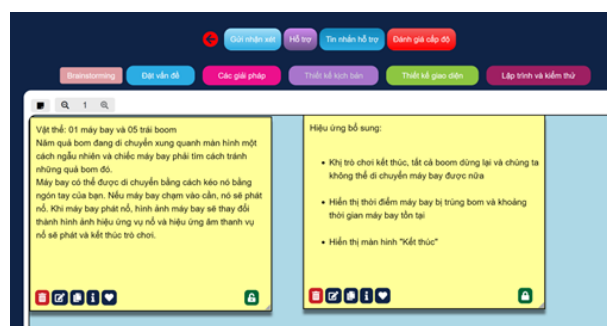 Gửi nhận xét Hỗ trợ Tin nhắn hỗ trợ Đánh giá cấp độ
Brainstorming Đặt vấn đề Các giải pháp Thiết kế kịch bản Thiết kế giao diện Lập trình và kiểm thử
1
Vật thể: 01 máy bay và 05 trái boom
Năm quả bom đang di chuyển xung quanh màn hình một
cách ngẫu nhiên và chiếc máy bay phải tìm cách tránh
những quả bom đó.
Máy bay có thể được di chuyển bằng cách kéo nó bằng
ngón tay của bạn. Nếu máy bay chạm vào cản, nó sẽ phát
nổ. Khi máy bay phát nổ, hình ảnh máy bay sẽ thay đổi
thành hình ảnh hiệu ứng vụ nổ và hiệu ứng âm thanh vụ
nổ sẽ phát và kết thúc trò chơi.
Hiệu ứng bổ sung:
• Khi trò chơi kết thúc, tất cả boom dừng lại và chúng ta
không thể di chuyển máy bay được nữa
• Hiển thị thời điểm máy bay bị trúng bom và khoảng
thời gian máy bay tồn tại
• Hiển thị màn hình "Kết thúc"